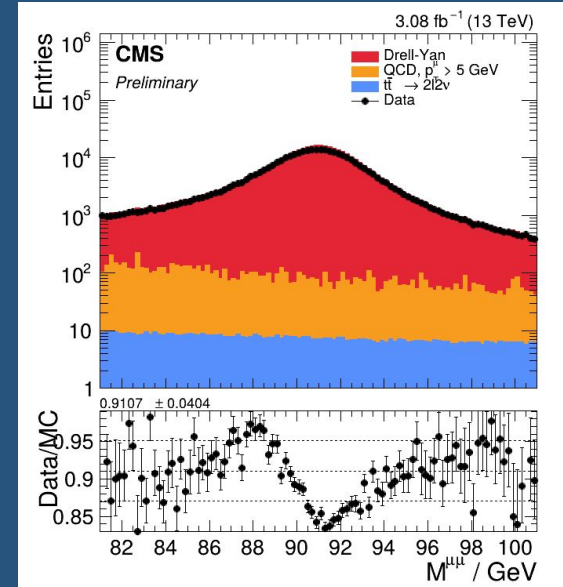 3.08 fb⁻¹ (13 TeV)
Entries
10⁶
10⁵
10⁴
10³
10²
10
1
CMS
Preliminary
Drell-Yan
QCD, p_T^μ > 5 GeV
tt̄ → 2l2ν
Data
0.9107 ± 0.0404
Data/MC
0.95
0.9
0.85
82 84 86 88 90 92 94 96 98 100
M^μμ / GeV